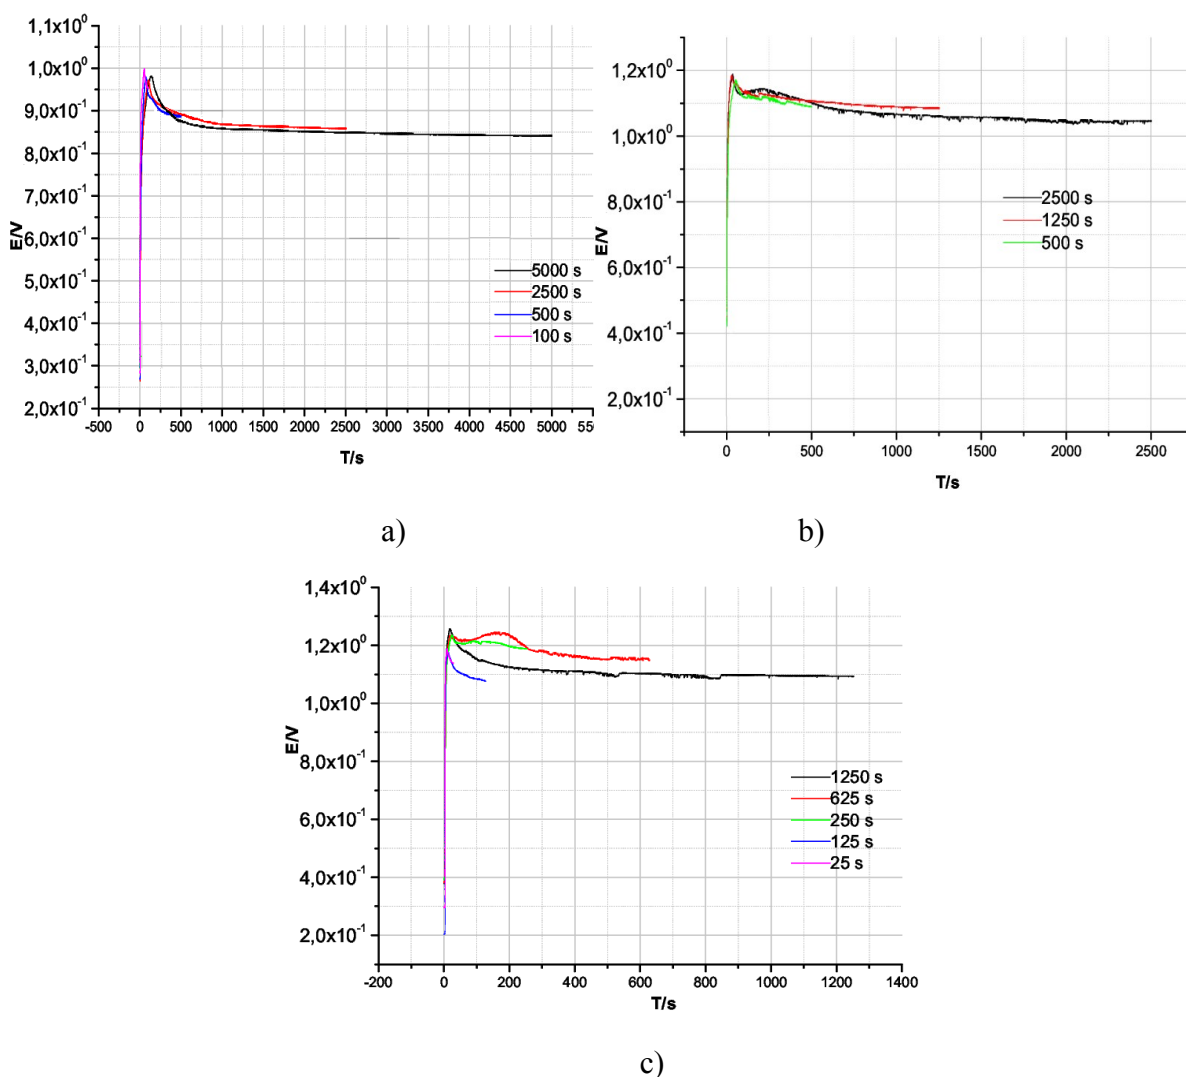 1,1x10⁰
1,0x10⁰
9,0x10⁻¹
8,0x10⁻¹
7,0x10⁻¹
6,0x10⁻¹
5,0x10⁻¹
4,0x10⁻¹
3,0x10⁻¹
2,0x10⁻¹
E/V
-500 0 500 1000 1500 2000 2500 3000 3500 4000 4500 5000 550
T/s
5000 s
2500 s
500 s
100 s
a)
1,2x10⁰
1,0x10⁰
8,0x10⁻¹
6,0x10⁻¹
4,0x10⁻¹
2,0x10⁻¹
E/V
0 500 1000 1500 2000 2500
T/s
2500 s
1250 s
500 s
b)
1,4x10⁰
1,2x10⁰
1,0x10⁰
8,0x10⁻¹
6,0x10⁻¹
4,0x10⁻¹
2,0x10⁻¹
E/V
-200 0 200 400 600 800 1000 1200 1400
T/s
1250 s
625 s
250 s
125 s
25 s
c)